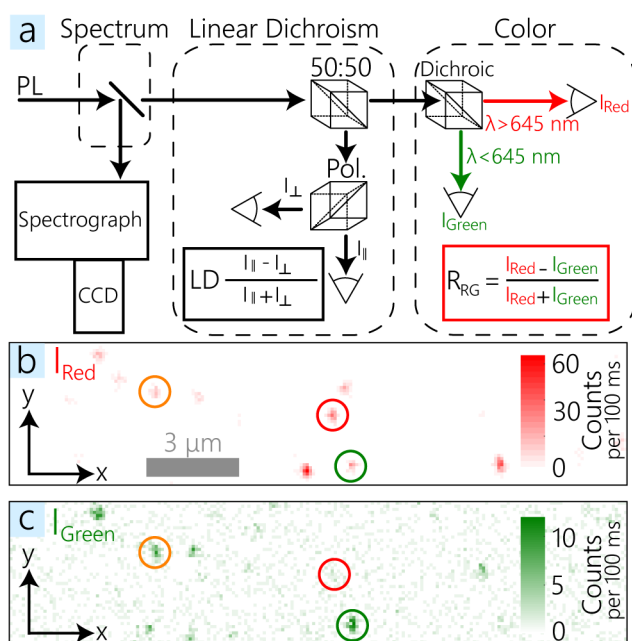 a
Spectrum
Linear Dichroism
Color
PL
50:50
Dichroic
I_Red
λ>645 nm
λ<645 nm
Pol.
I_⊥
I_∥
I_Green
Spectrograph
CCD
LD (I_∥ - I_⊥)/(I_∥ + I_⊥)
R_RG = (I_Red - I_Green)/(I_Red + I_Green)
b
I_Red
y
x
3 μm
60
30
0
Counts
per 100 ms
c
I_Green
y
x
10
5
0
Counts
per 100 ms